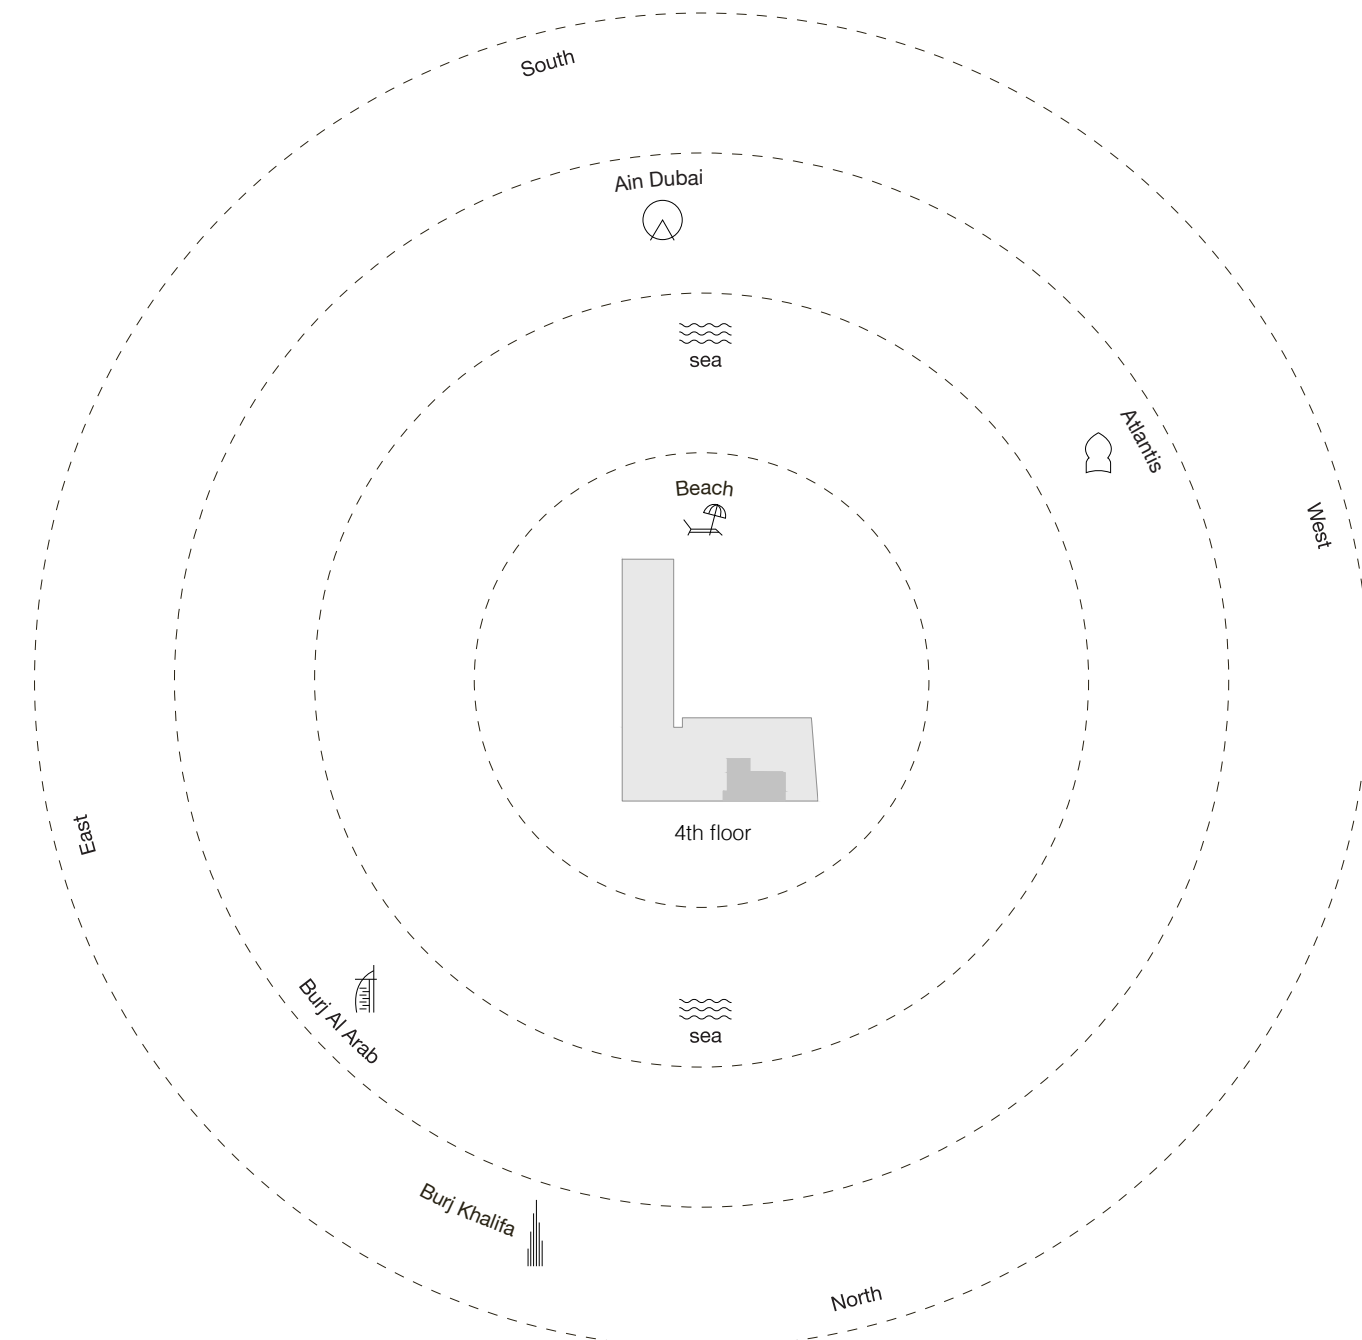 South
Ain Dubai
sea
Atlantis
Beach
West
4th floor
East
Burj Al Arab
sea
Burj Khalifa
North